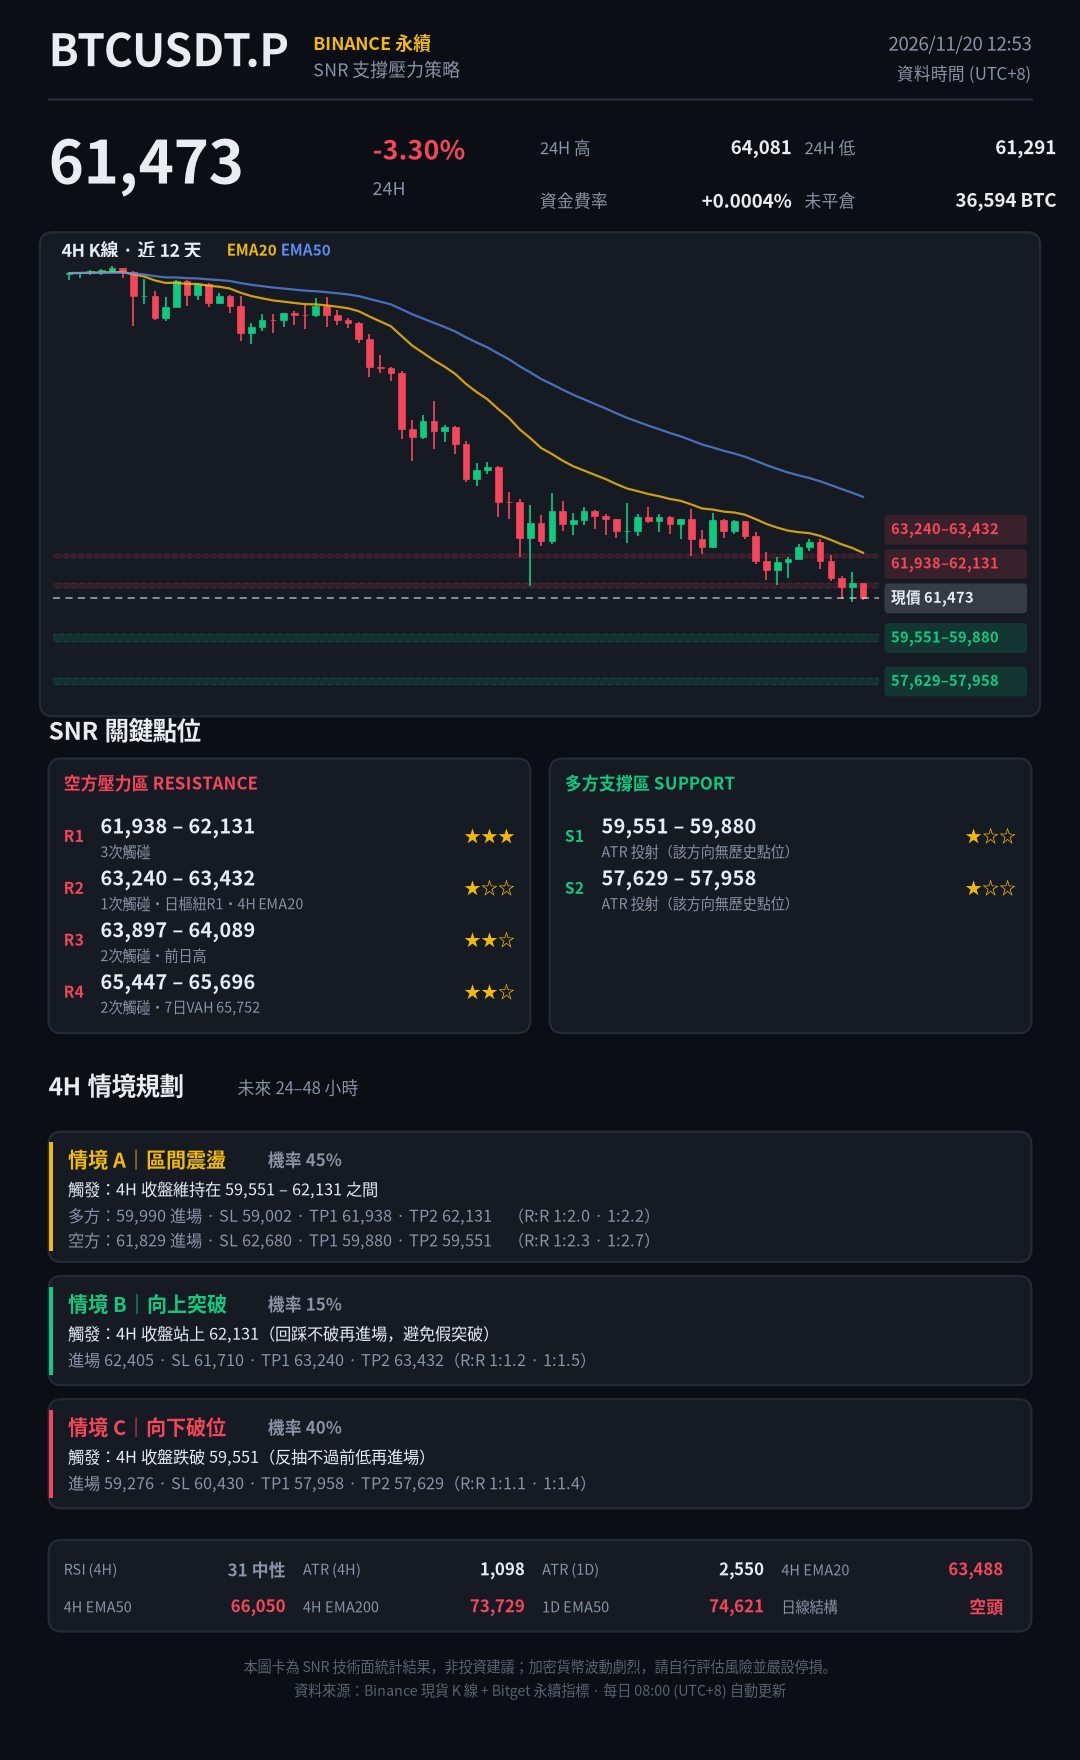 BTCUSDT.P BINANCE 永續 2026/11/20 12:53
SNR 支撐壓力策略 資料時間 (UTC+8)
61,473 -3.30% 24H 高 64,081 24H 低 61,291
24H 資金費率 +0.0004% 未平倉 36,594 BTC
4H K線 · 近 12 天 EMA20 EMA50
63,240–63,432
61,938–62,131
現價 61,473
59,551–59,880
57,629–57,958
SNR 關鍵點位
空方壓力區 RESISTANCE
R1 61,938 – 62,131 ★★★
3次觸碰
R2 63,240 – 63,432 ★☆☆
1次觸碰・日樞紐R1・4H EMA20
R3 63,897 – 64,089 ★★☆
2次觸碰・前日高
R4 65,447 – 65,696 ★★☆
2次觸碰・7日VAH 65,752
多方支撐區 SUPPORT
S1 59,551 – 59,880 ★☆☆
ATR 投射（該方向無歷史點位）
S2 57,629 – 57,958 ★☆☆
ATR 投射（該方向無歷史點位）
4H 情境規劃 未來 24–48 小時
情境 A｜區間震盪 機率 45%
觸發：4H 收盤維持在 59,551 – 62,131 之間
多方：59,990 進場 · SL 59,002 · TP1 61,938 · TP2 62,131 （R:R 1:2.0 · 1:2.2）
空方：61,829 進場 · SL 62,680 · TP1 59,880 · TP2 59,551 （R:R 1:2.3 · 1:2.7）
情境 B｜向上突破 機率 15%
觸發：4H 收盤站上 62,131（回踩不破再進場，避免假突破）
進場 62,405 · SL 61,710 · TP1 63,240 · TP2 63,432（R:R 1:1.2 · 1:1.5）
情境 C｜向下破位 機率 40%
觸發：4H 收盤跌破 59,551（反抽不過前低再進場）
進場 59,276 · SL 60,430 · TP1 57,958 · TP2 57,629（R:R 1:1.1 · 1:1.4）
RSI (4H) 31 中性 ATR (4H) 1,098 ATR (1D) 2,550 4H EMA20 63,488
4H EMA50 66,050 4H EMA200 73,729 1D EMA50 74,621 日線結構 空頭
本圖卡為 SNR 技術面統計結果，非投資建議；加密貨幣波動劇烈，請自行評估風險並嚴設停損。
資料來源：Binance 現貨 K 線 + Bitget 永續指標 · 每日 08:00 (UTC+8) 自動更新